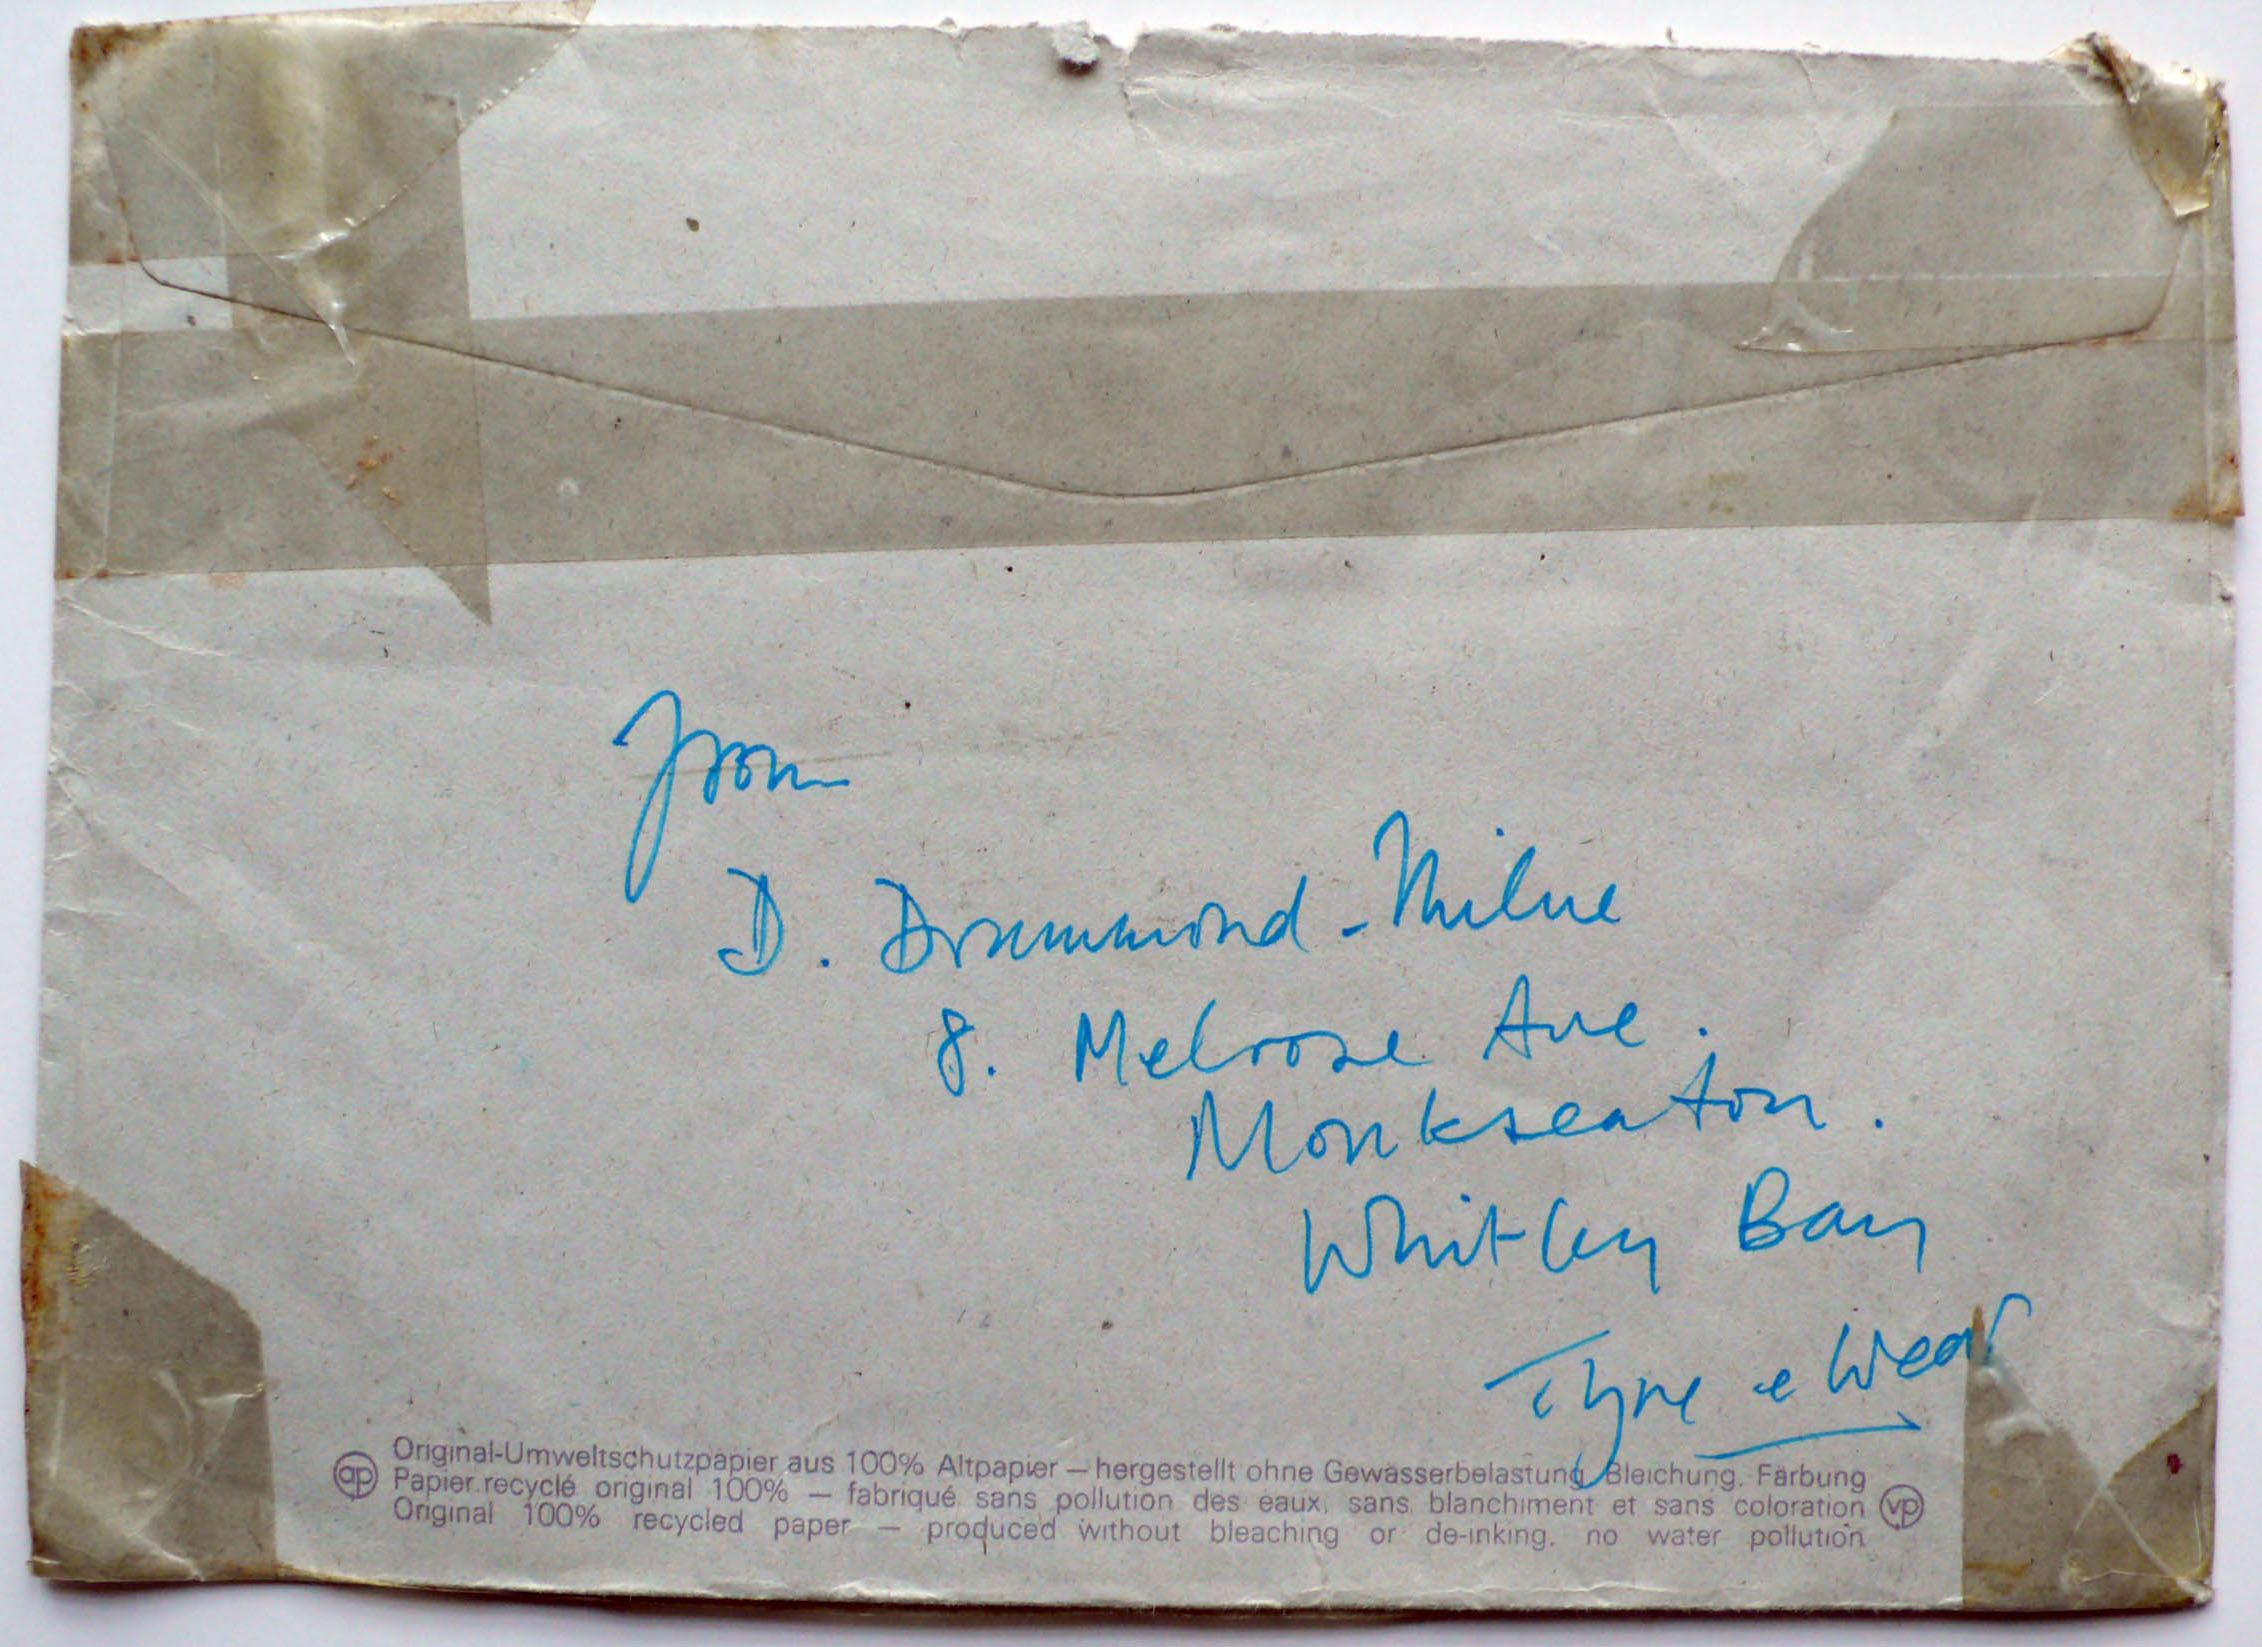 From
D. Drummond-Milne
8. Melrose Ave.
Monkseaton.
Whitley Bay
Tyne & Wear
ap Original-Umweltschutzpapier aus 100% Altpapier – hergestellt ohne Gewässerbelastung, Bleichung, Färbung
Papier recyclé original 100% – fabriqué sans pollution des eaux, sans blanchiment et sans coloration vp
Original 100% recycled paper – produced without bleaching or de-inking, no water pollution